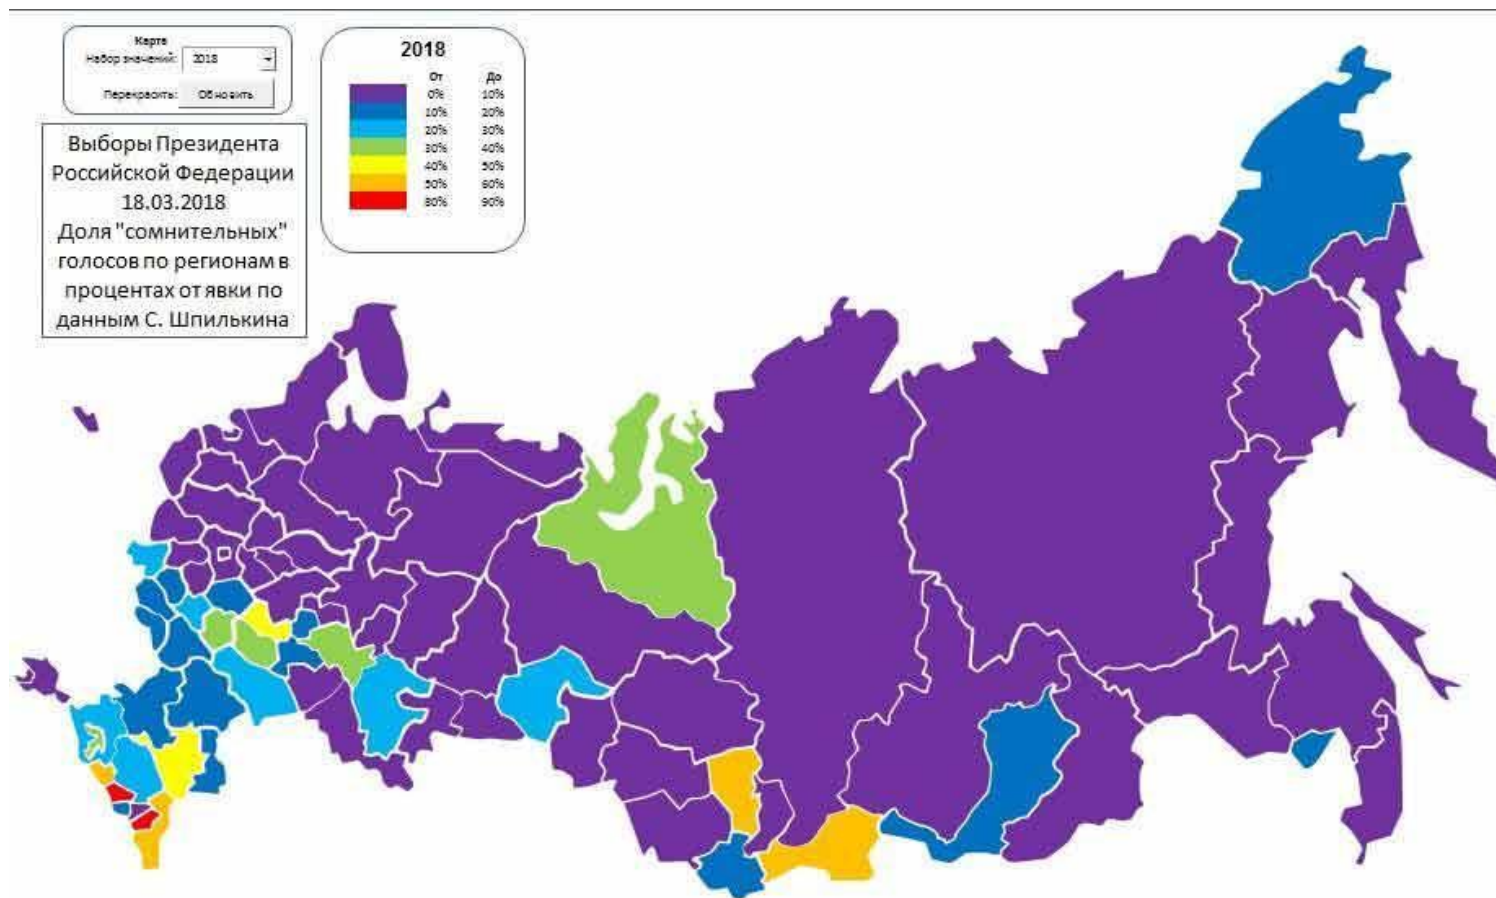 Карта
Набор значений: 2018
Перекрасить: Обновить
Выборы Президента
Российской Федерации
18.03.2018
Доля "сомнительных"
голосов по регионам в
процентах от явки по
данным С. Шпилькина
2018
От До
0% 10%
10% 20%
20% 30%
30% 40%
40% 50%
50% 60%
80% 90%